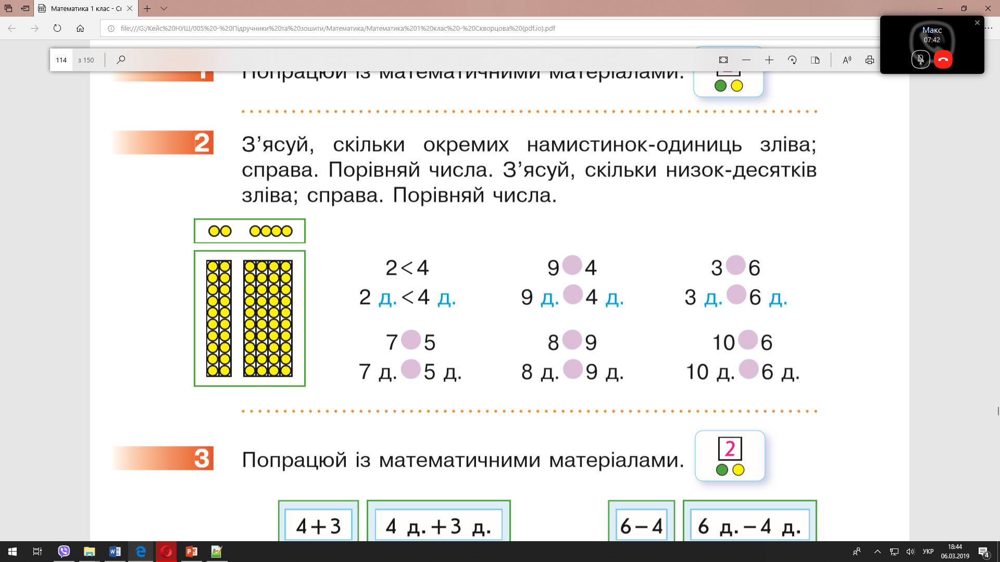 Математика 1 клас - Ск
file:///G:/Кейс%20НУШ/005%20-%20Підручники%20та%20зошити/Математика/Математика%201%20клас%20-%20Скворцова%20(pdf.io).pdf
Макс
07:42
114 з 150
1 Попрацюй із математичними матеріалами.
2 З’ясуй, скільки окремих намистинок-одиниць зліва;
справа. Порівняй числа. З’ясуй, скільки низок-десятків
зліва; справа. Порівняй числа.
2 < 4 9 4 3 6
2 д. < 4 д. 9 д. 4 д. 3 д. 6 д.
7 5 8 9 10 6
7 д. 5 д. 8 д. 9 д. 10 д. 6 д.
3 Попрацюй із математичними матеріалами. 2
4+3 4 д.+3 д. 6−4 6 д.−4 д.
УКР 18:44
06.03.2019 4